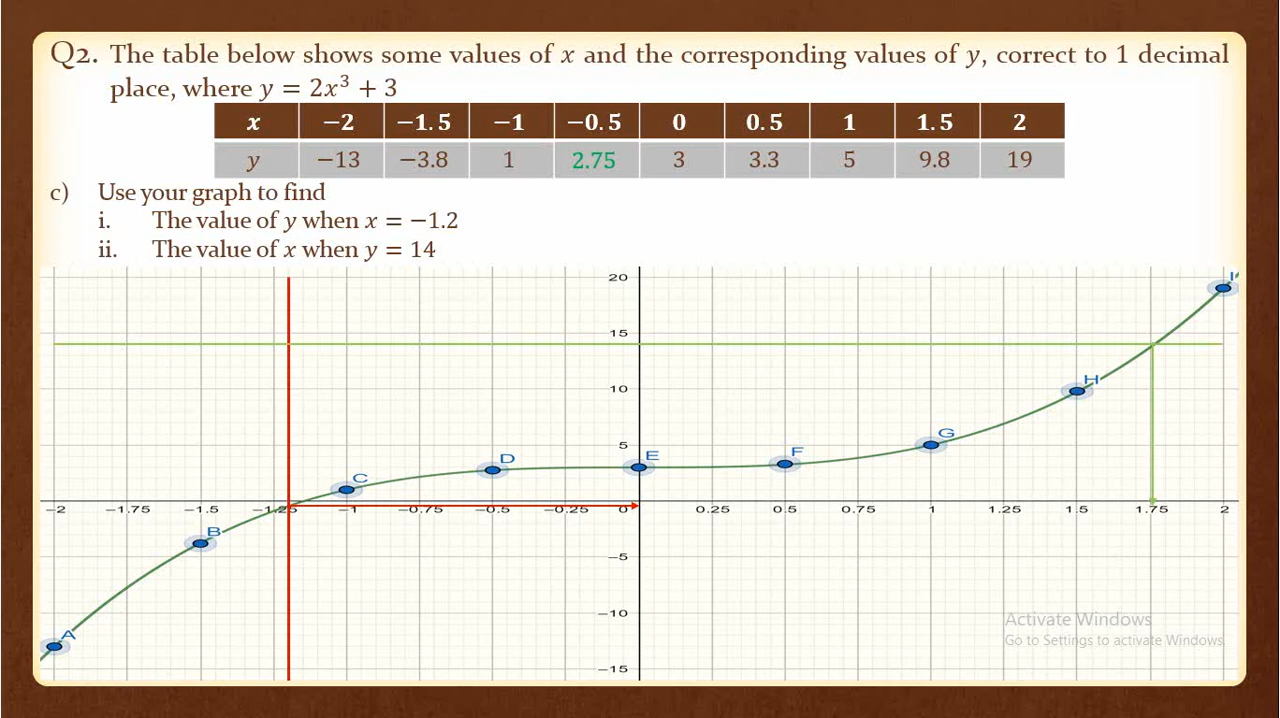 Q2. The table below shows some values of x and the corresponding values of y, correct to 1 decimal
place, where y = 2x³ + 3
x −2 −1.5 −1 −0.5 0 0.5 1 1.5 2
y −13 −3.8 1 2.75 3 3.3 5 9.8 19
c) Use your graph to find
i. The value of y when x = −1.2
ii. The value of x when y = 14
20
I
15
10
H
5
G
F
E
D
C
−2 −1.75 −1.5 −1.25 −1 −0.75 −0.5 −0.25 0 0.25 0.5 0.75 1 1.25 1.5 1.75 2
B
−5
−10
A
−15
Activate Windows
Go to Settings to activate Windows.